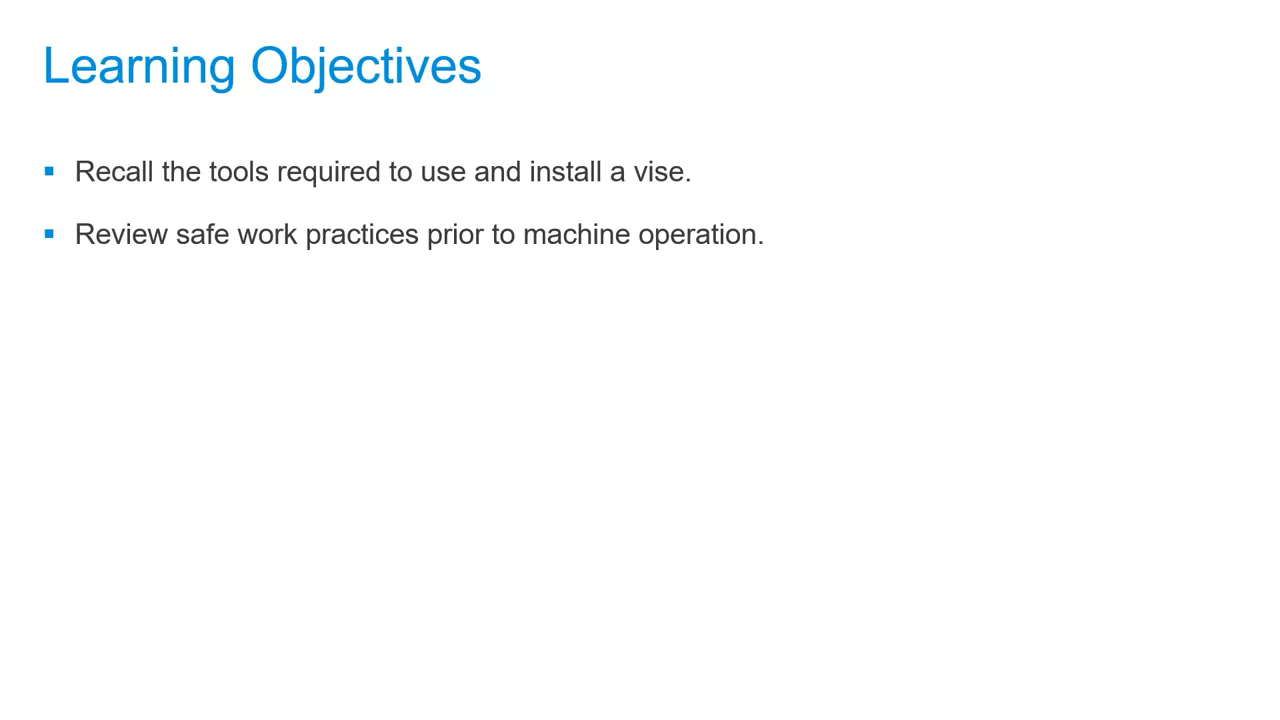 Learning Objectives
▪ Recall the tools required to use and install a vise.
▪ Review safe work practices prior to machine operation.